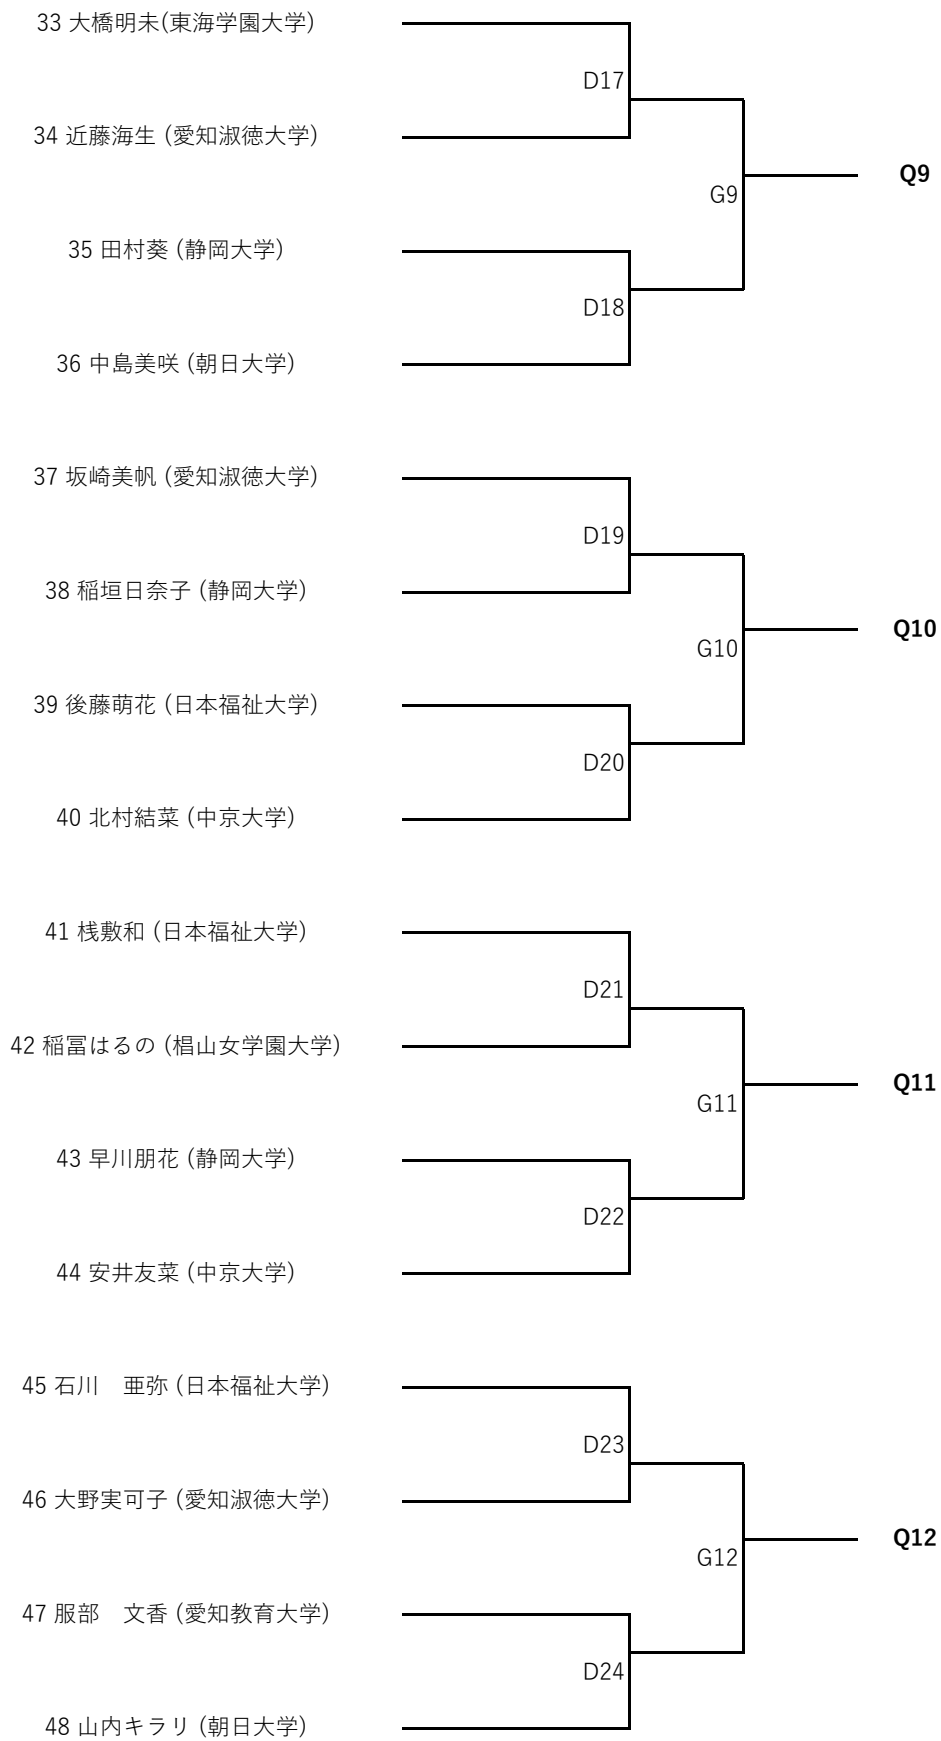 33 大橋明未(東海学園大学)
D17
34 近藤海生 (愛知淑徳大学)
Q9
G9
35 田村葵 (静岡大学)
D18
36 中島美咲 (朝日大学)
37 坂崎美帆 (愛知淑徳大学)
D19
38 稲垣日奈子 (静岡大学)
Q10
G10
39 後藤萌花 (日本福祉大学)
D20
40 北村結菜 (中京大学)
41 桟敷和 (日本福祉大学)
D21
42 稲冨はるの (椙山女学園大学)
Q11
G11
43 早川朋花 (静岡大学)
D22
44 安井友菜 (中京大学)
45 石川　亜弥 (日本福祉大学)
D23
46 大野実可子 (愛知淑徳大学)
Q12
G12
47 服部　文香 (愛知教育大学)
D24
48 山内キラリ (朝日大学)